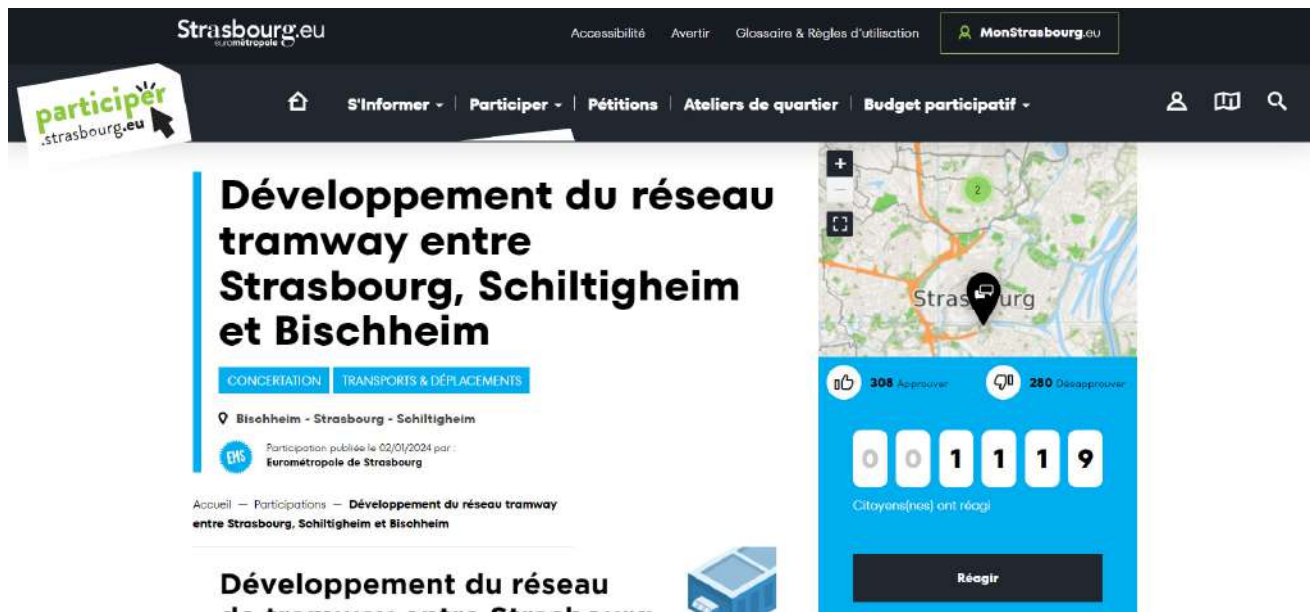 Strasbourg.eu
eurométropole
Accessibilité Avertir Glossaire & Règles d'utilisation MonStrasbourg.eu
participer
.strasbourg.eu
S'Informer Participer Pétitions Ateliers de quartier Budget participatif
Développement du réseau
tramway entre
Strasbourg, Schiltigheim
et Bischheim
CONCERTATION TRANSPORTS & DÉPLACEMENTS
Bischheim - Strasbourg - Schiltigheim
EMS
Participation publiée le 02/01/2024 par :
Eurométropole de Strasbourg
Accueil — Participations — Développement du réseau tramway
entre Strasbourg, Schiltigheim et Bischheim
Développement du réseau
de tramway entre Strasbourg
+
2
308 Approuver 280 Désapprouver
0 0 1 1 1 9
Citoyens(nes) ont réagi
Réagir